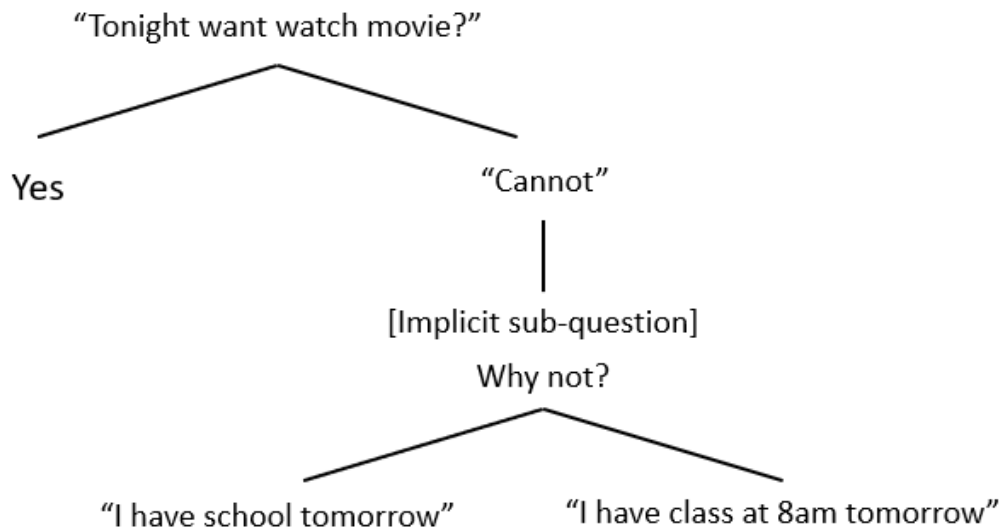 “Tonight want watch movie?”
Yes
“Cannot”
[Implicit sub-question]
Why not?
“I have school tomorrow”
“I have class at 8am tomorrow”